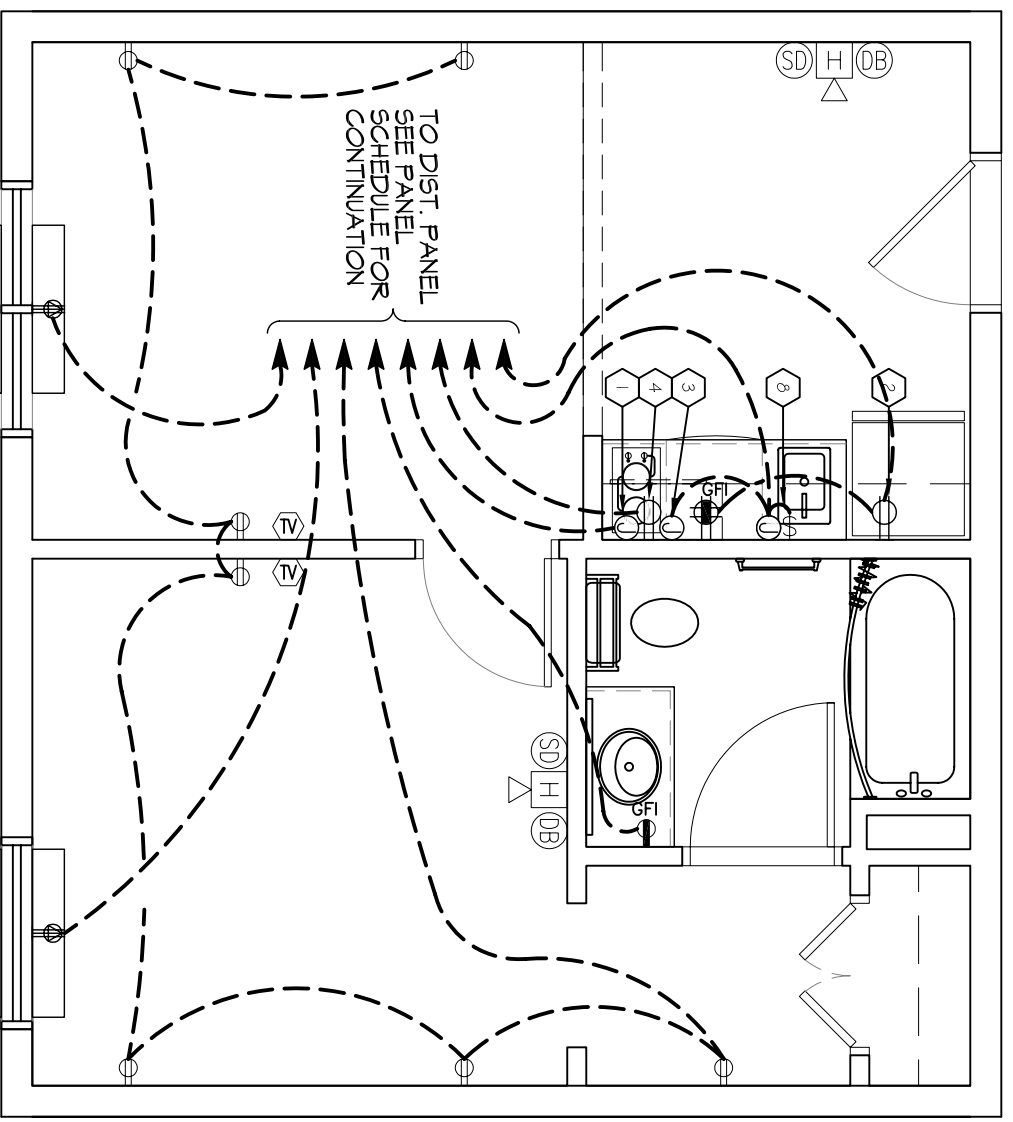 SD H DB
TO DIST. PANEL
SEE PANEL
SCHEDULE FOR
CONTINUATION
1
4
3
8
2
GFI
J
J
J
S
TV
TV
SD
H
DB
GFI